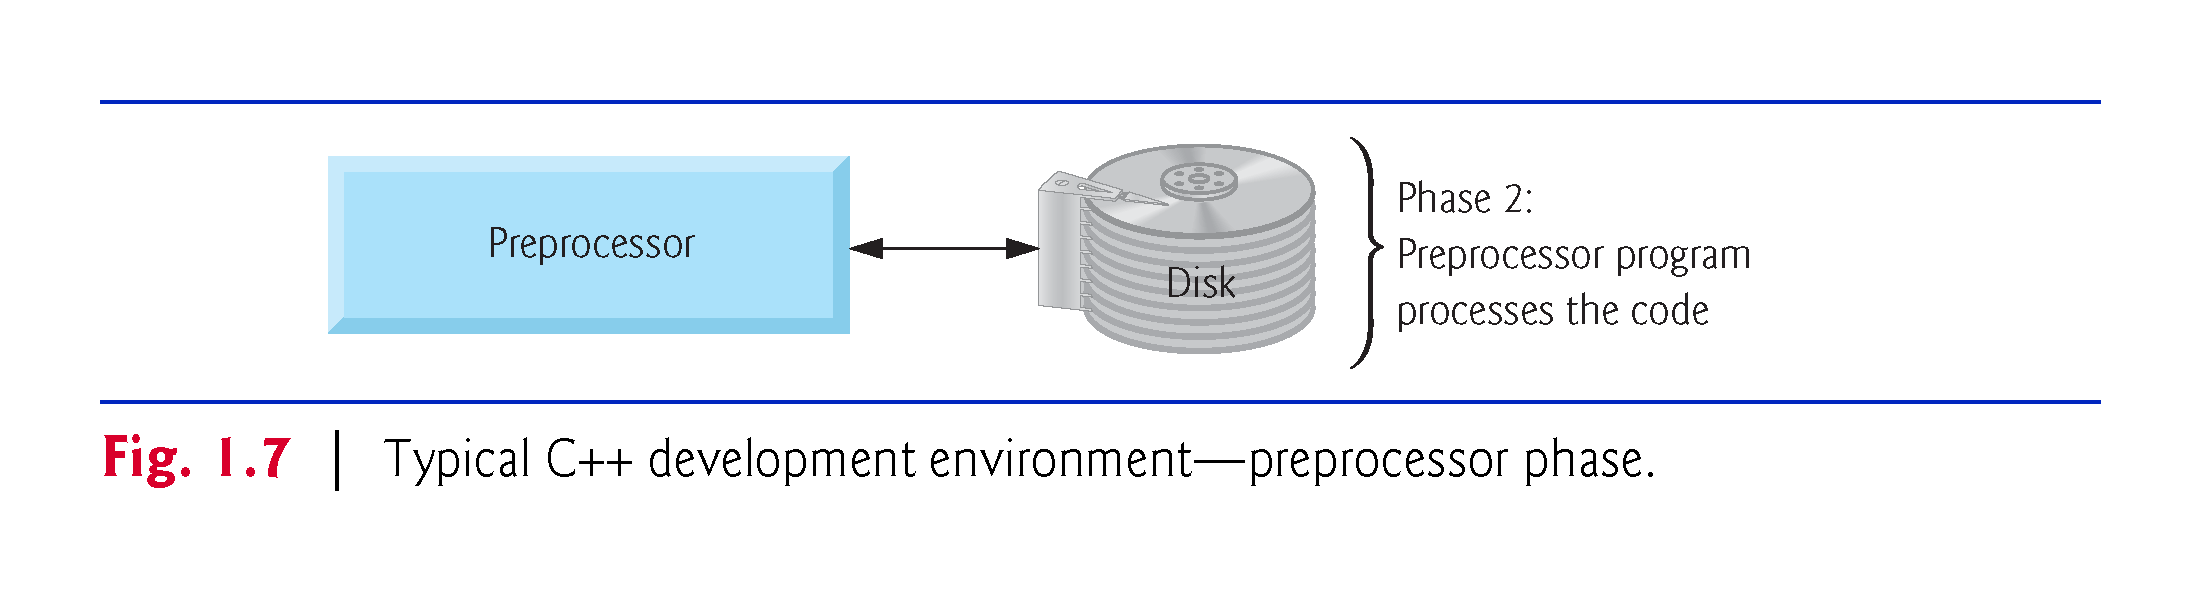 Preprocessor
Disk
Phase 2:
Preprocessor program
processes the code
Fig. 1.7 | Typical C++ development environment—preprocessor phase.